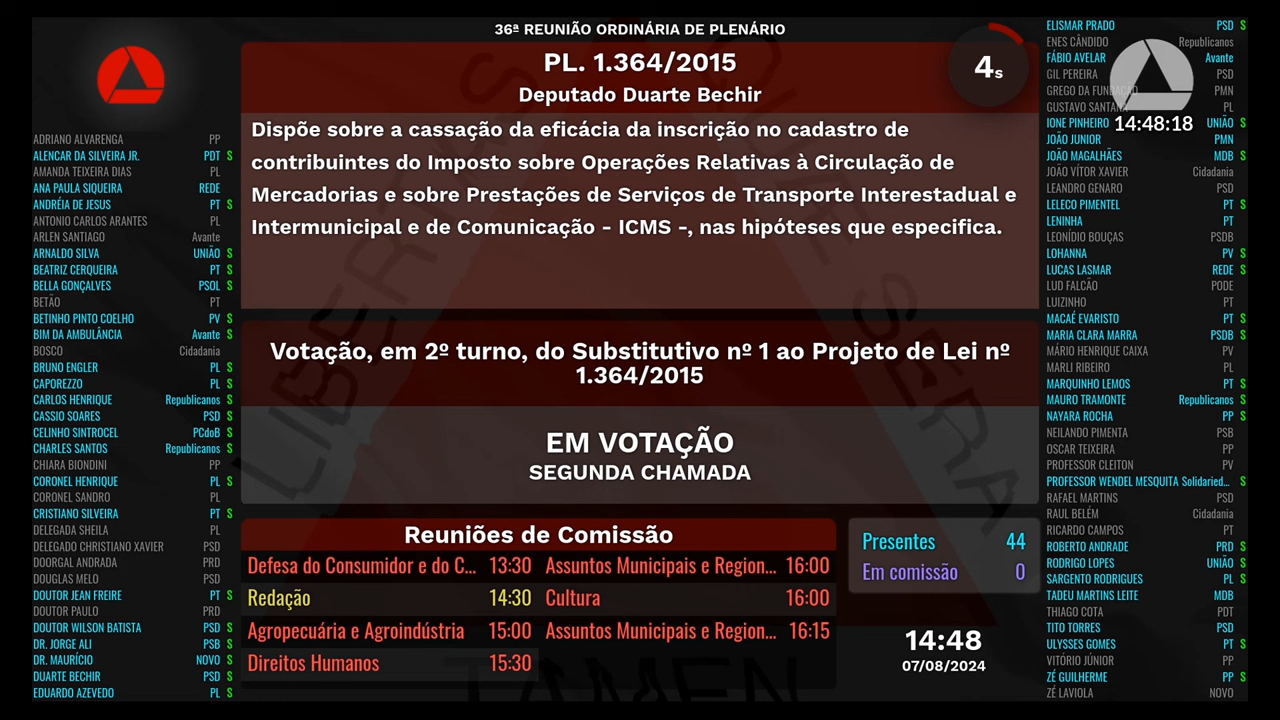 36ª REUNIÃO ORDINÁRIA DE PLENÁRIO
PL. 1.364/2015
Deputado Duarte Bechir
4s
Dispõe sobre a cassação da eficácia da inscrição no cadastro de
contribuintes do Imposto sobre Operações Relativas à Circulação de
Mercadorias e sobre Prestações de Serviços de Transporte Interestadual e
Intermunicipal e de Comunicação - ICMS -, nas hipóteses que especifica.
Votação, em 2º turno, do Substitutivo nº 1 ao Projeto de Lei nº
1.364/2015
EM VOTAÇÃO
SEGUNDA CHAMADA
Reuniões de Comissão
Defesa do Consumidor e do C... 13:30 Assuntos Municipais e Region... 16:00
Redação 14:30 Cultura 16:00
Agropecuária e Agroindústria 15:00 Assuntos Municipais e Region... 16:15
Direitos Humanos 15:30
Presentes 44
Em comissão 0
14:48
07/08/2024
ADRIANO ALVARENGA PP
ALENCAR DA SILVEIRA JR. PDT S
AMANDA TEIXEIRA DIAS PL
ANA PAULA SIQUEIRA REDE
ANDRÉIA DE JESUS PT S
ANTONIO CARLOS ARANTES PL
ARLEN SANTIAGO Avante
ARNALDO SILVA UNIÃO S
BEATRIZ CERQUEIRA PT S
BELLA GONÇALVES PSOL S
BETÃO PT
BETINHO PINTO COELHO PV S
BIM DA AMBULÂNCIA Avante S
BOSCO Cidadania
BRUNO ENGLER PL S
CAPOREZZO PL S
CARLOS HENRIQUE Republicanos S
CASSIO SOARES PSD S
CELINHO SINTROCEL PCdoB S
CHARLES SANTOS Republicanos S
CHIARA BIONDINI PP
CORONEL HENRIQUE PL S
CORONEL SANDRO PL
CRISTIANO SILVEIRA PT S
DELEGADA SHEILA PL
DELEGADO CHRISTIANO XAVIER PSD
DOORGAL ANDRADA PRD
DOUGLAS MELO PSD
DOUTOR JEAN FREIRE PT S
DOUTOR PAULO PRD
DOUTOR WILSON BATISTA PSD S
DR. JORGE ALI PSB S
DR. MAURÍCIO NOVO S
DUARTE BECHIR PSD S
EDUARDO AZEVEDO PL S
ELISMAR PRADO PSD S
ENES CÂNDIDO Republicanos
FÁBIO AVELAR Avante
GIL PEREIRA PSD
GREGO DA FUNDAÇÃO PMN
GUSTAVO SANTANA PL
IONE PINHEIRO UNIÃO S
14:48:18
JOÃO JUNIOR PMN
JOÃO MAGALHÃES MDB S
JOÃO VÍTOR XAVIER Cidadania
LEANDRO GENARO PSD
LELECO PIMENTEL PT S
LENINHA PT
LEONÍDIO BOUÇAS PSDB
LOHANNA PV S
LUCAS LASMAR REDE S
LUD FALCÃO PODE
LUIZINHO PT
MACAÉ EVARISTO PT S
MARIA CLARA MARRA PSDB S
MÁRIO HENRIQUE CAIXA PV
MARLI RIBEIRO PL
MARQUINHO LEMOS PT S
MAURO TRAMONTE Republicanos S
NAYARA ROCHA PP S
NEILANDO PIMENTA PSB
OSCAR TEIXEIRA PP
PROFESSOR CLEITON PV
PROFESSOR WENDEL MESQUITA Solidaried... S
RAFAEL MARTINS PSD
RAUL BELÉM Cidadania
RICARDO CAMPOS PT
ROBERTO ANDRADE PRD S
RODRIGO LOPES UNIÃO S
SARGENTO RODRIGUES PL S
TADEU MARTINS LEITE MDB
THIAGO COTA PDT
TITO TORRES PSD
ULYSSES GOMES PT S
VITÓRIO JÚNIOR PP
ZÉ GUILHERME PP S
ZÉ LAVIOLA NOVO
LIBERTAS
QUÆ SERA
TAMEN